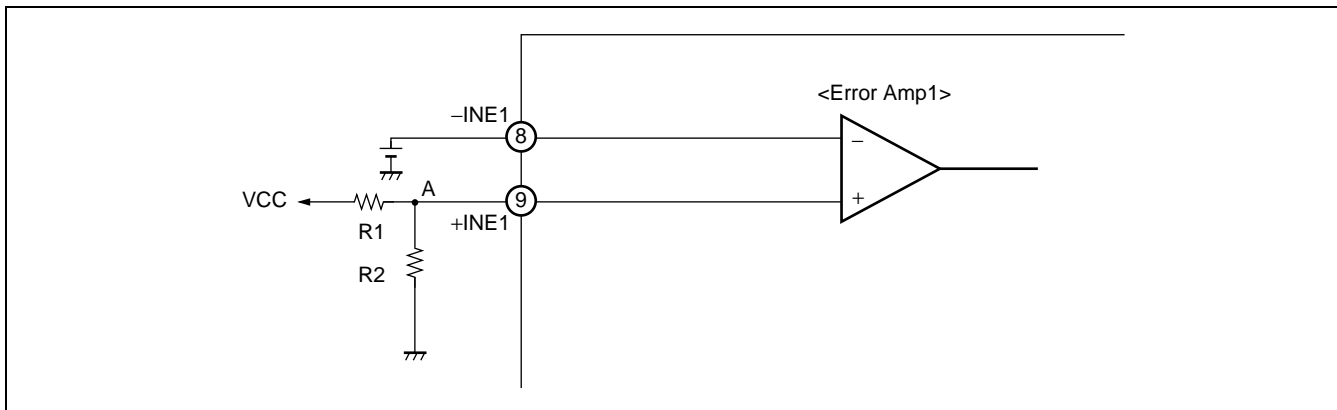 <Error Amp1>
−INE1
8
−
VCC
A
9
+
R1
+INE1
R2